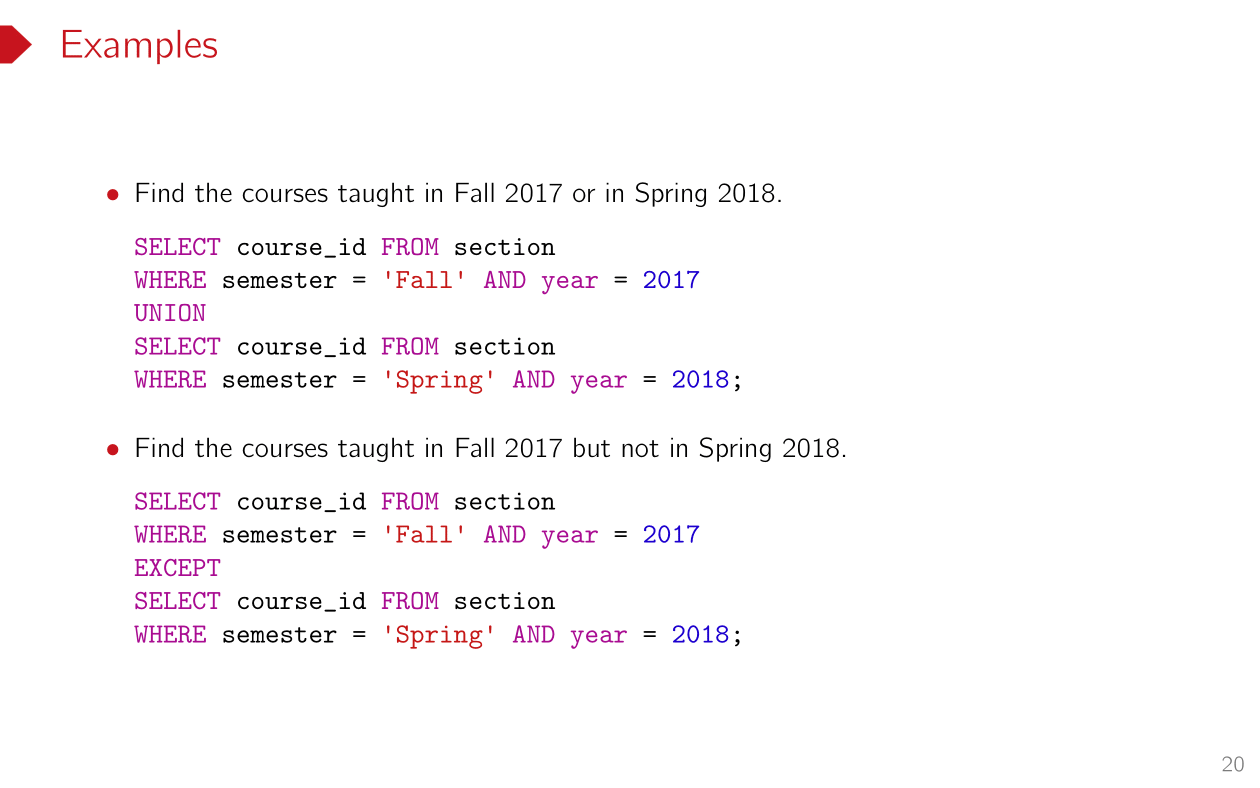 Examples
• Find the courses taught in Fall 2017 or in Spring 2018.
SELECT course_id FROM section
WHERE semester = 'Fall' AND year = 2017
UNION
SELECT course_id FROM section
WHERE semester = 'Spring' AND year = 2018;
• Find the courses taught in Fall 2017 but not in Spring 2018.
SELECT course_id FROM section
WHERE semester = 'Fall' AND year = 2017
EXCEPT
SELECT course_id FROM section
WHERE semester = 'Spring' AND year = 2018;
20